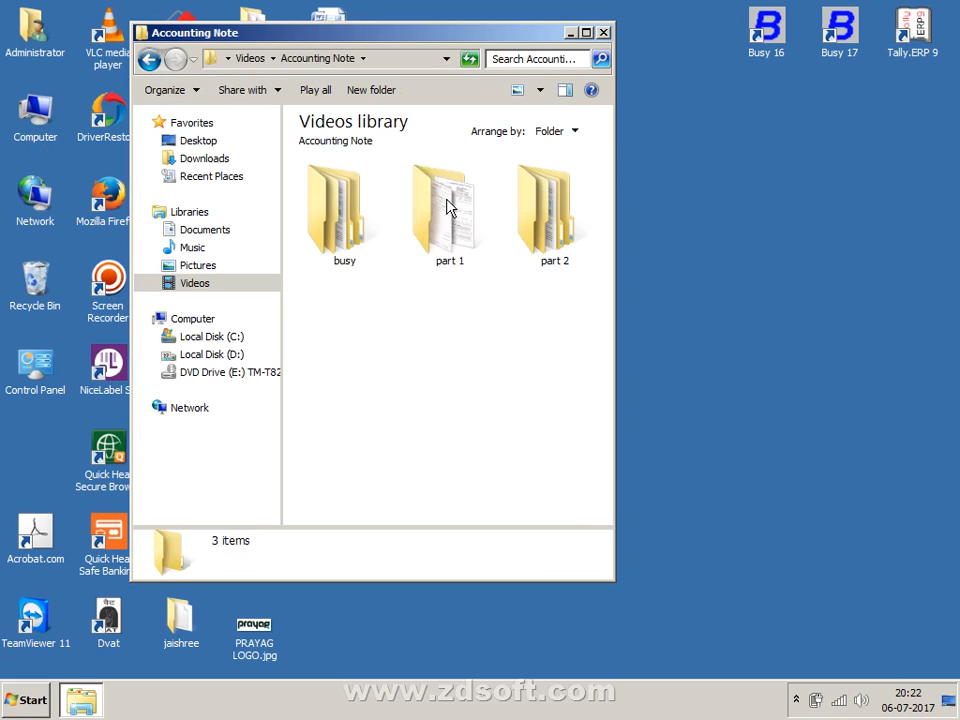 Accounting Note
Videos
Accounting Note
Search Accounti...
Organize
Share with
Play all
New folder
Favorites
Desktop
Downloads
Recent Places
Libraries
Documents
Music
Pictures
Videos
Computer
Local Disk (C:)
Local Disk (D:)
DVD Drive (E:) TM-T82
Network
Videos library
Accounting Note
Arrange by: Folder
busy
part 1
part 2
3 items
Administrator
VLC media
player
Computer
DriverResto
Network
Mozilla Firef
Recycle Bin
Screen
Recorder
Control Panel
NiceLabel S
Quick Hea
Secure Brow
Acrobat.com
Quick Hea
Safe Bankin
TeamViewer 11
Dvat
jaishree
prayag
PRAYAG
LOGO.jpg
Busy 16
Busy 17
Tally.ERP 9
Start
www.zdsoft.com
20:22
06-07-2017